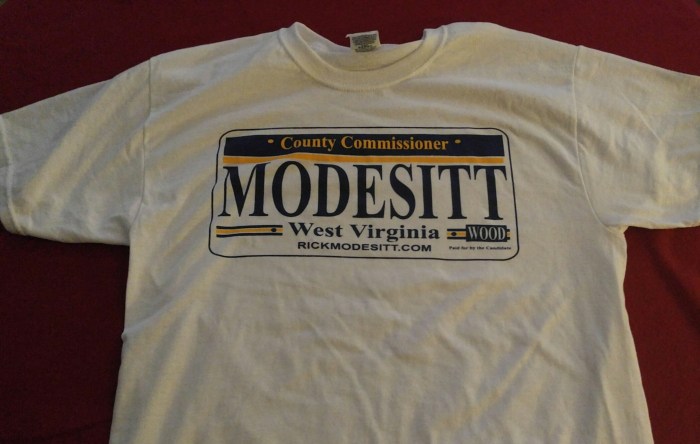 • County Commissioner •
MODESITT
West Virginia
WOOD
RICKMODESITT.COM
Paid for by the Candidate